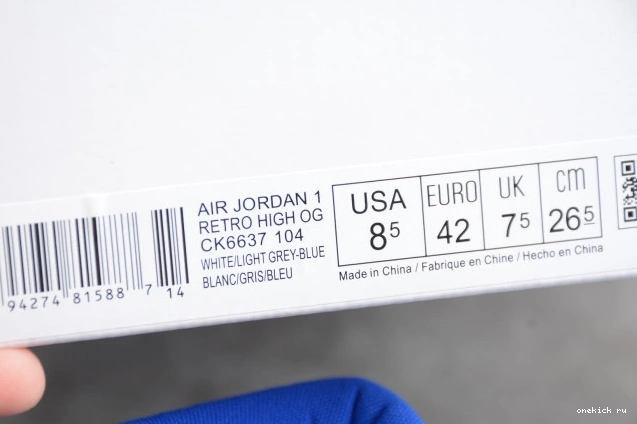 AIR JORDAN 1
RETRO HIGH OG
CK6637 104
WHITE/LIGHT GREY-BLUE
BLANC/GRIS/BLEU
USA EURO UK cm
8 5 42 7 5 26 5
Made in China / Fabrique en Chine / Hecho en China
94274 81588 7 14
onekick ru